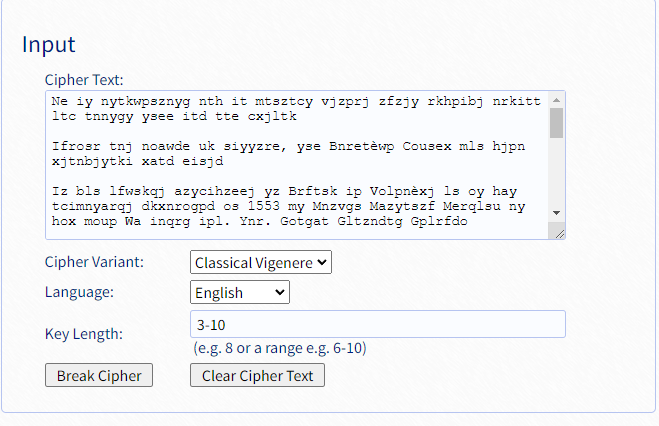 Input
Cipher Text:
Ne iy nytkwpsznyg nth it mtsztcy vjzprj zfzjy rkhpibj nrkitt
ltc tnnygy ysee itd tte cxjltk
Ifrosr tnj noawde uk siyyzre, yse Bnretèwp Cousex mls hjpn
xjtnbjytki xatd eisjd
Iz bls lfwskqj azycihzeej yz Brftsk ip Volpnèxj ls oy hay
tcimnyarqj dkxnrogpd os 1553 my Mnzvgs Mazytszf Merqlsu ny
hox moup Wa inqrg ipl. Ynr. Gotgat Gltzndtg Gplrfdo
Cipher Variant:
Classical Vigenere
Language:
English
Key Length:
3-10
(e.g. 8 or a range e.g. 6-10)
Break Cipher
Clear Cipher Text